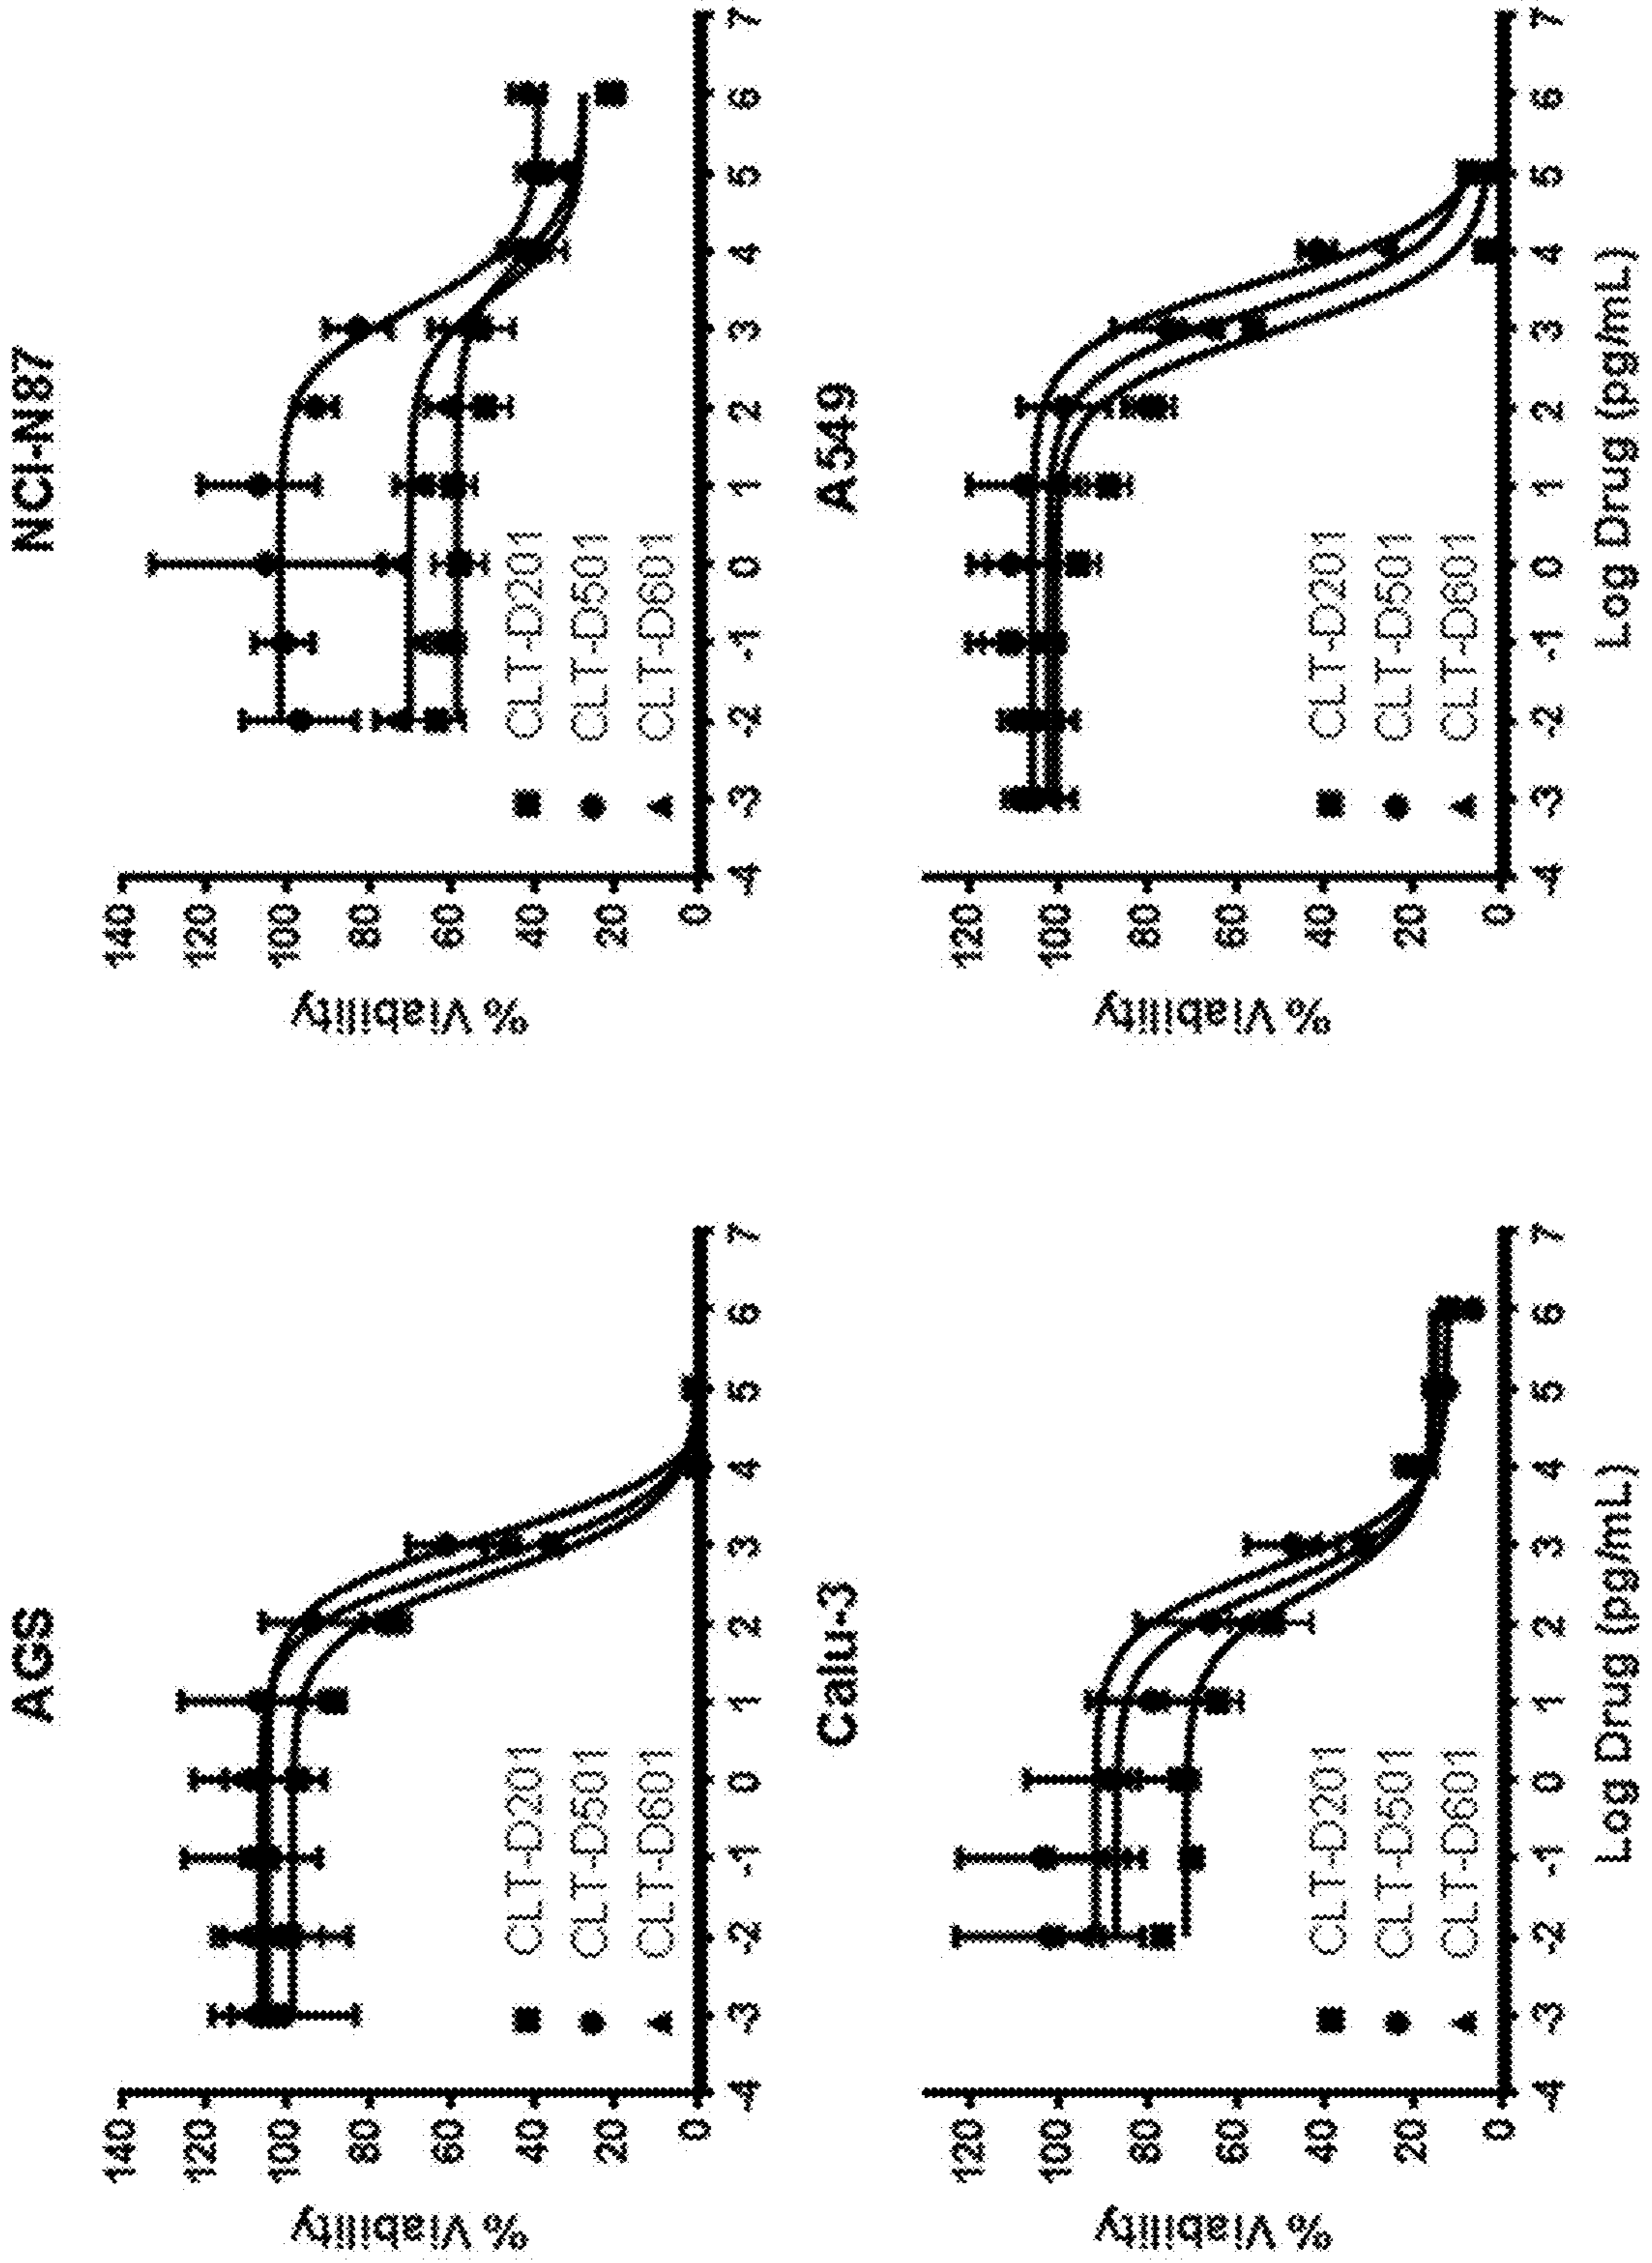 AGS
% Viability
140
120
100
80
60
40
20
0
-4 -3 -2 -1 0 1 2 3 4 5 6 7
CLT-D201
CLT-D501
CLT-D601
NCI-N87
% Viability
140
120
100
80
60
40
20
0
-4 -3 -2 -1 0 1 2 3 4 5 6 7
CLT-D201
CLT-D501
CLT-D601
Calu-3
% Viability
120
100
80
60
40
20
0
-4 -3 -2 -1 0 1 2 3 4 5 6 7
CLT-D201
CLT-D501
CLT-D601
Log Drug (pg/mL)
A549
% Viability
120
100
80
60
40
20
0
-4 -3 -2 -1 0 1 2 3 4 5 6 7
CLT-D201
CLT-D501
CLT-D601
Log Drug (pg/mL)